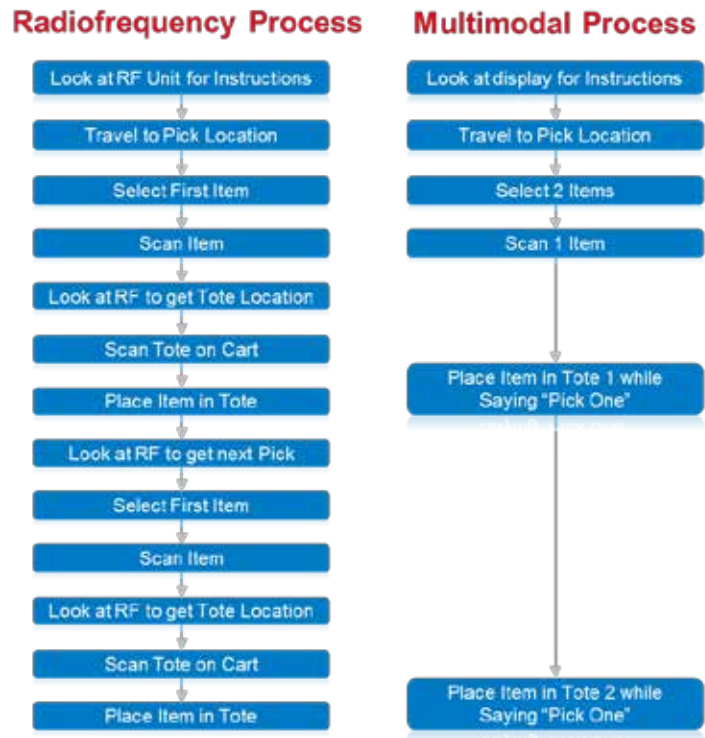 Radiofrequency Process
Look at RF Unit for Instructions
Travel to Pick Location
Select First Item
Scan Item
Look at RF to get Tote Location
Scan Tote on Cart
Place Item in Tote
Look at RF to get next Pick
Select First Item
Scan Item
Look at RF to get Tote Location
Scan Tote on Cart
Place Item in Tote
Multimodal Process
Look at display for Instructions
Travel to Pick Location
Select 2 Items
Scan 1 Item
Place Item in Tote 1 while
Saying “Pick One”
Place Item in Tote 2 while
Saying “Pick One”